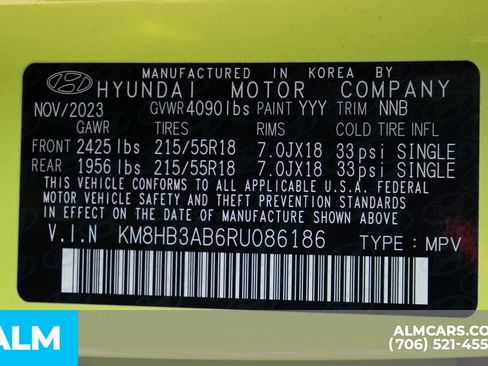 MANUFACTURED IN KOREA BY
HYUNDAI MOTOR COMPANY
NOV/2023 GVWR 4090lbs PAINT YYY TRIM NNB
GAWR TIRES RIMS COLD TIRE INFL
FRONT 2425lbs 215/55R18 7.0JX18 33psi SINGLE
REAR 1956lbs 215/55R18 7.0JX18 33psi SINGLE
THIS VEHICLE CONFORMS TO ALL APPLICABLE U.S.A. FEDERAL
MOTOR VEHICLE SAFETY, BUMPER, AND
THEFT PREVENTION STANDARDS IN EFFECT ON THE DATE OF
MANUFACTURE SHOWN ABOVE.
V.I.N KM8HB3AB6RU086186 TYPE: MPV
ALM
ALMCARS.CO
(706) 521-455